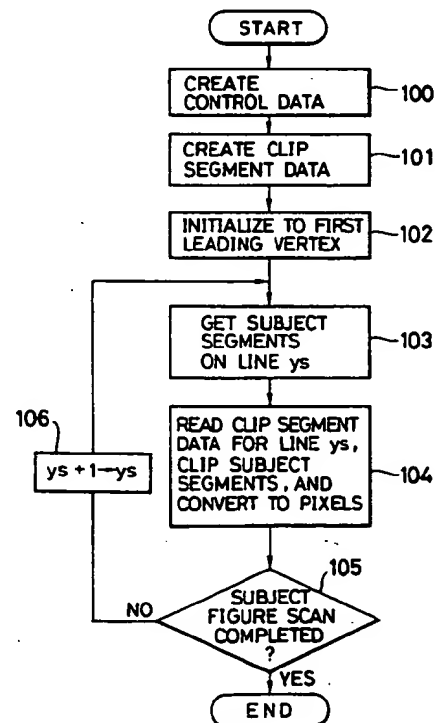 START
CREATE
CONTROL DATA
100
CREATE CLIP
SEGMENT DATA
101
INITIALIZE TO FIRST
LEADING VERTEX
102
GET SUBJECT
SEGMENTS
ON LINE ys
103
READ CLIP SEGMENT
DATA FOR LINE ys,
CLIP SUBJECT
SEGMENTS, AND
CONVERT TO PIXELS
104
106
ys + 1→ys
105
SUBJECT
FIGURE SCAN
COMPLETED
?
NO
YES
END